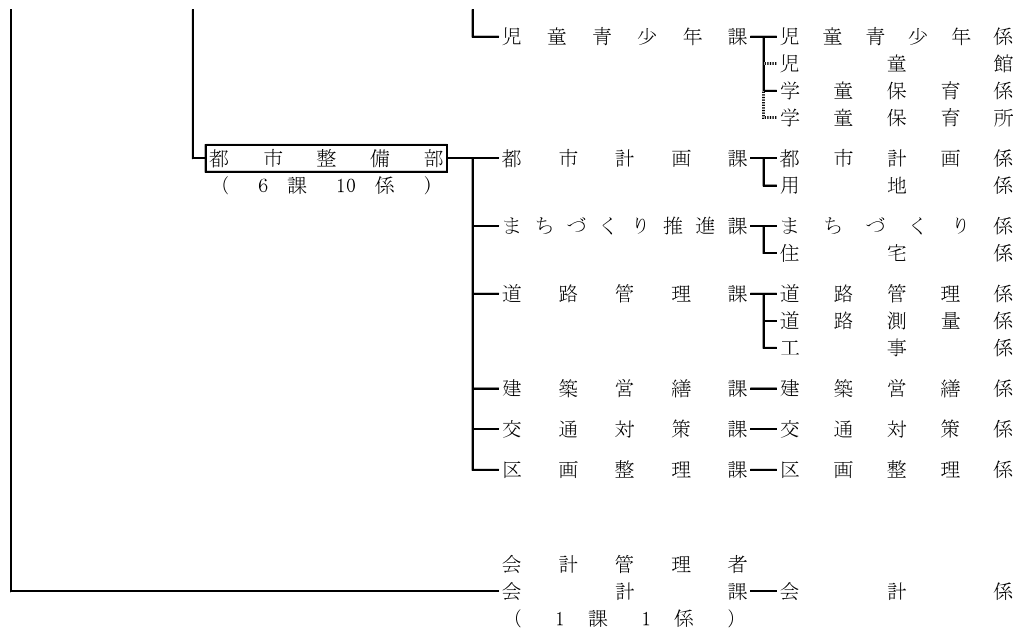 児童青少年課 児童青少年係
児童館
学童保育係
学童保育所
都市整備部 都市計画課 都市計画係
(6課10係) 用地係
まちづくり推進課 まちづくり係
住宅係
道路管理課 道路管理係
道路測量係
工事係
建築営繕課 建築営繕係
交通対策課 交通対策係
区画整理課 区画整理係
会計管理者
会計課 会計係
(1課1係)